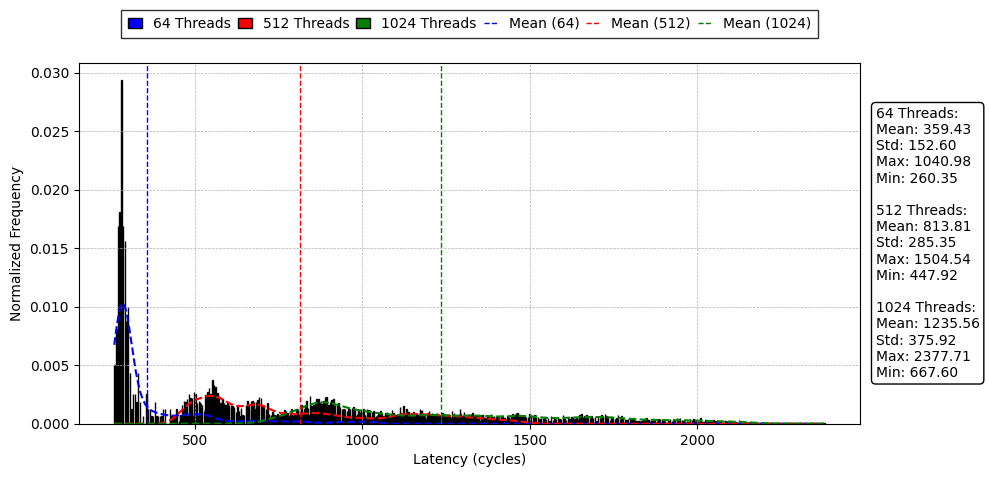 64 Threads 512 Threads 1024 Threads Mean (64) Mean (512) Mean (1024)
0.030
0.025
0.020
0.015
0.010
0.005
0.000
Normalized Frequency
500 1000 1500 2000
Latency (cycles)
64 Threads:
Mean: 359.43
Std: 152.60
Max: 1040.98
Min: 260.35
512 Threads:
Mean: 813.81
Std: 285.35
Max: 1504.54
Min: 447.92
1024 Threads:
Mean: 1235.56
Std: 375.92
Max: 2377.71
Min: 667.60